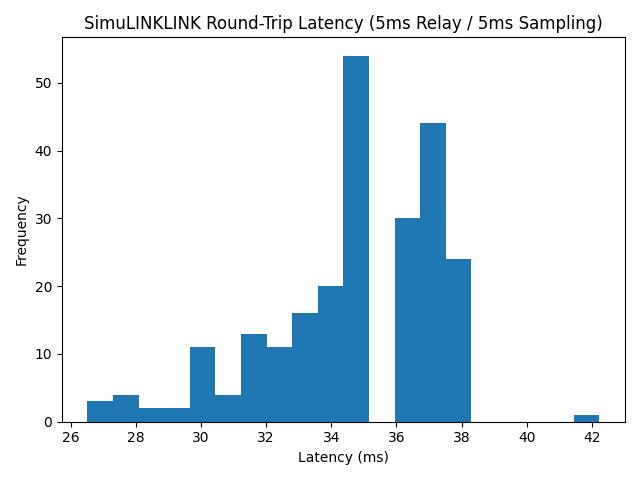 SimuLINKLINK Round-Trip Latency (5ms Relay / 5ms Sampling)
50
40
30
20
10
0
Frequency
26 28 30 32 34 36 38 40 42
Latency (ms)